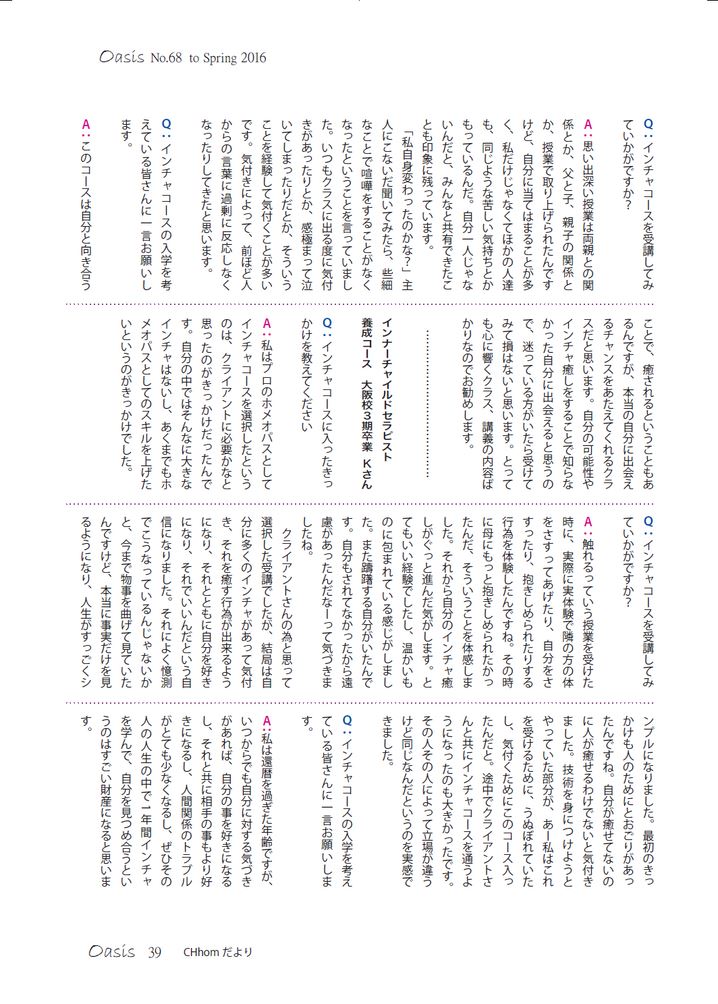 Oasis No.68 to Spring 2016
Q：インチャコースを受講してみ
ていかがですか？
A：思い出深い授業は両親との関
係とか、父と子、親子の関係と
か、授業で取り上げられたんです
けど、自分に当てはまることが多
く、私だけじゃなくてほかの人達
も、同じような苦しい気持ちとか
もっているんだ。自分一人じゃな
いんだと、みんなと共有できたこ
とも印象に残っています。
「私自身変わったのかな？」主
人にこないだ聞いてみたら、些細
なことで喧嘩をすることがなく
なったということを言っていまし
た。いつもクラスに出る度に気付
きがあったりとか、感極まって泣
いてしまったりだとか、そういう
ことを経験して気付くことが多い
です。気付きによって、前ほど人
からの言葉に過剰に反応しなく
なったりしてきたと思います。
Q：インチャコースの入学を考
えている皆さんに一言お願いし
ます。
A：このコースは自分と向き合う
ことで、癒されるということもあ
るんですが、本当の自分に出会え
るチャンスをあたえてくれるクラ
スだと思います。自分の可能性や
インチャ癒しをすることで知らな
かった自分に出会えると思うの
で、迷っている方がいたら受けて
みて損はないと思います。とって
も心に響くクラス、講義の内容ば
かりなのでお勧めします。
インナーチャイルドセラピスト
養成コース　大阪校３期卒業　Kさん
Q：インチャコースに入ったきっ
かけを教えてください
A：私はプロのホメオパスとして
インチャコースを選択したという
のは、クライアントに必要かなと
思ったのがきっかけだったんで
す。自分の中ではそんなに大きな
インチャはないし、あくまでもホ
メオパスとしてのスキルを上げた
いというのがきっかけでした。
Q：インチャコースを受講してみ
ていかがですか？
A：触れるっていう授業を受けた
時に、実際に実体験で隣の方の体
をさすってあげたり、自分をさ
すったり、抱きしめられたりする
行為を体験したんですね。その時
に母にもっと抱きしめられたかっ
たんだ、そういうことを体感しま
した。それから自分のインチャ癒
しがぐっと進んだ気がします。と
てもいい経験でしたし、温かいも
のに包まれている感じがしまし
た。また躊躇する自分がいたんで
す。自分もされてなかったから遠
慮があったんだなーって気づきま
したね。
クライアントさんの為と思って
選択した受講でしたが、結局は自
分に多くのインチャがあって気付
き、それを癒す行為が出来るよう
になり、それとともに自分を好き
になり、それでいいんだという自
信になりました。それによく憶測
でこうなっているんじゃないか
と、今まで物事を曲げて見ていた
んですけど、本当に事実だけを見
るようになり、人生がすっごくシ
ンプルになりました。最初のきっ
かけも人のためにとおごりがあっ
たんですね。自分が癒せてないの
に人が癒せるわけでないと気付き
ました。技術を身につけようと
やっていた部分が、あー私はこれ
を受けるために、うぬぼれていた
し、気付くためにこのコース入っ
たんだと。途中でクライアントさ
んと共にインチャコースを通うよ
うになったのも大きかったです。
その人その人によって立場が違う
けど同じなんだというのを実感で
きました。
Q：インチャコースの入学を考え
ている皆さんに一言お願いしま
す。
A：私は還暦を過ぎた年齢ですが、
いつからでも自分に対する気づき
があれば、自分の事を好きになる
し、それと共に相手の事もより好
きになるし、人間関係のトラブル
がとても少なくなるし、ぜひその
人の人生の中で１年間インチャ
を学んで、自分を見つめ合うとい
うのはすごい財産になると思いま
す。
Oasis 39 CHhom だより